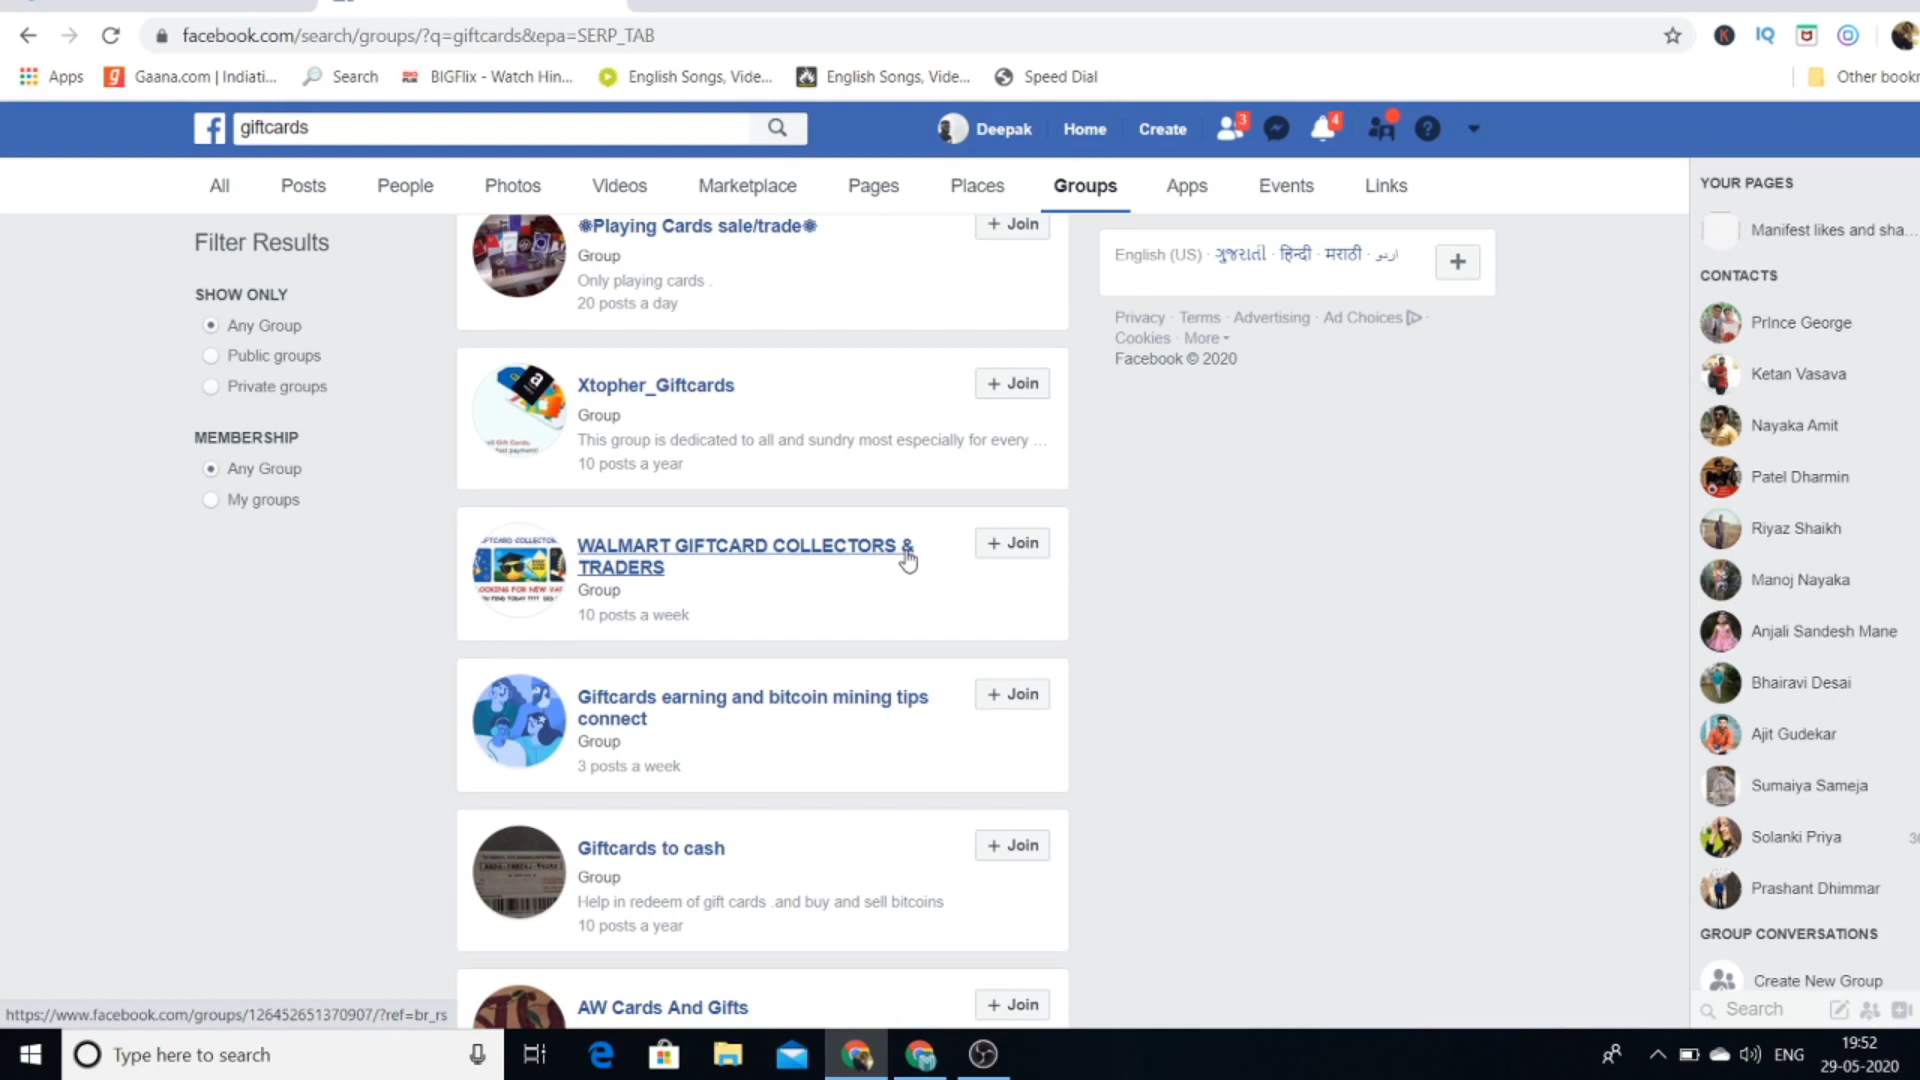 facebook.com/search/groups/?q=giftcards&epa=SERP_TAB
Apps
Gaana.com | Indiati...
Search
BIGFlix - Watch Hin...
English Songs, Vide...
English Songs, Vide...
Speed Dial
Other bookr
giftcards
Deepak
Home
Create
3
4
All
Posts
People
Photos
Videos
Marketplace
Pages
Places
Groups
Apps
Events
Links
Filter Results
SHOW ONLY
Any Group
Public groups
Private groups
MEMBERSHIP
Any Group
My groups
❃Playing Cards sale/trade❃
Group
Only playing cards .
20 posts a day
+ Join
Xtopher_Giftcards
Group
This group is dedicated to all and sundry most especially for every ...
10 posts a year
+ Join
WALMART GIFTCARD COLLECTORS &
TRADERS
Group
10 posts a week
+ Join
Giftcards earning and bitcoin mining tips
connect
Group
3 posts a week
+ Join
Giftcards to cash
Group
Help in redeem of gift cards .and buy and sell bitcoins
10 posts a year
+ Join
AW Cards And Gifts
+ Join
English (US) · ગુજરાતી · हिन्दी · मराठी · اردو
Privacy · Terms · Advertising · Ad Choices ·
Cookies · More
Facebook © 2020
YOUR PAGES
Manifest likes and sha...
CONTACTS
PrInce George
Ketan Vasava
Nayaka Amit
Patel Dharmin
Riyaz Shaikh
Manoj Nayaka
Anjali Sandesh Mane
Bhairavi Desai
Ajit Gudekar
Sumaiya Sameja
Solanki Priya
Prashant Dhimmar
GROUP CONVERSATIONS
Create New Group
Search
https://www.facebook.com/groups/126452651370907/?ref=br_rs
Type here to search
ENG
19:52
29-05-2020